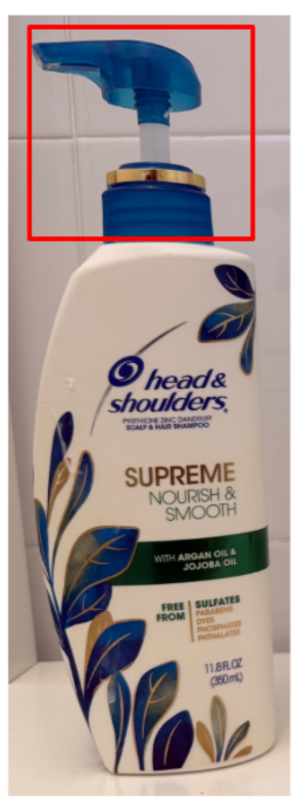 head &
shoulders®
PYRITHIONE ZINC DANDRUFF
SCALP & HAIR SHAMPOO
SUPREME
NOURISH &
SMOOTH
WITH ARGAN OIL &
JOJOBA OIL
FREE FROM
SULFATES
PARABENS
DYES
PHOSPHATES
PHTHALATES
11.8 FL OZ
(350 mL)